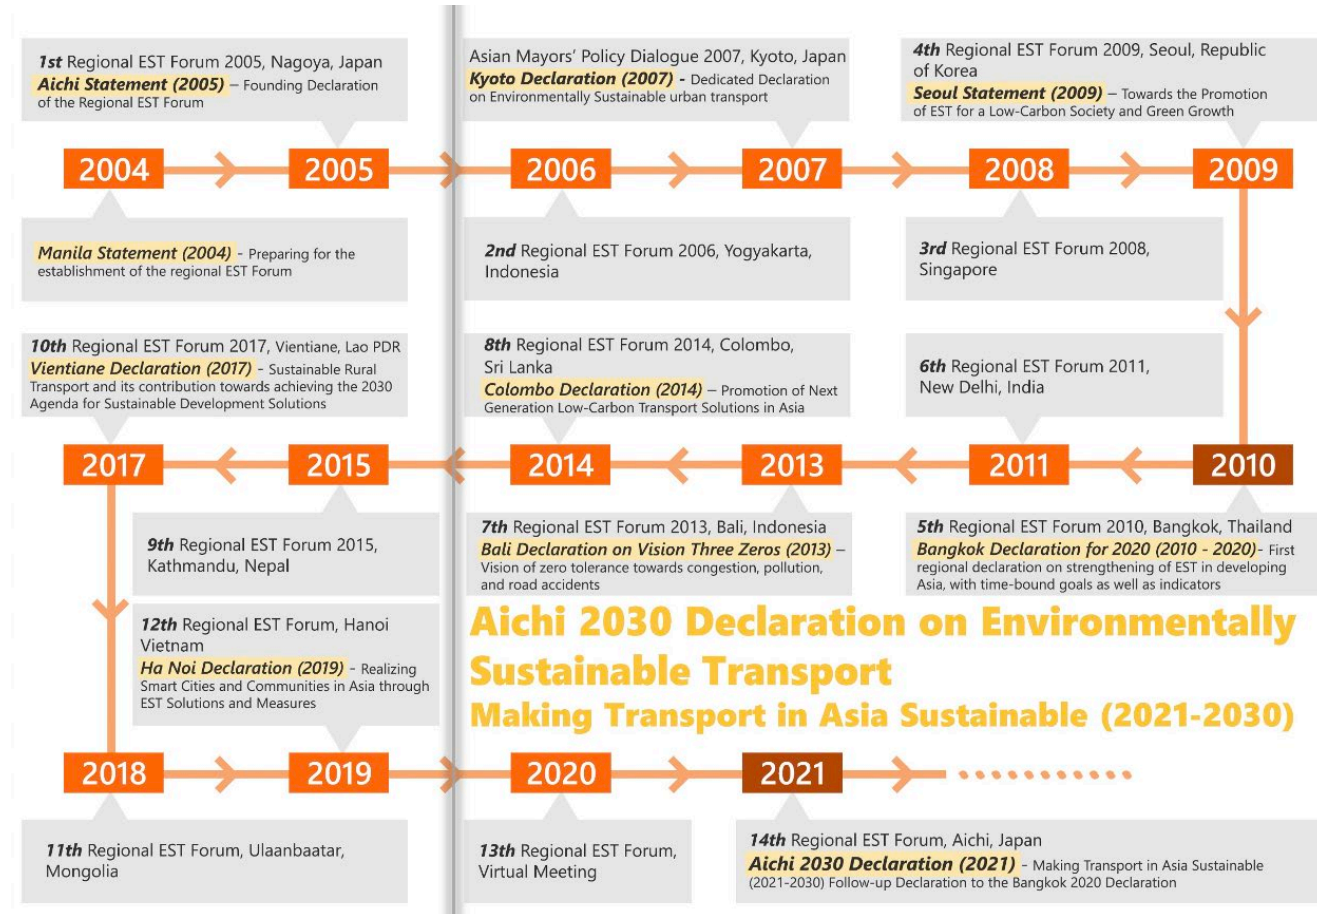 1st Regional EST Forum 2005, Nagoya, Japan
Aichi Statement (2005) – Founding Declaration
of the Regional EST Forum
Asian Mayors' Policy Dialogue 2007, Kyoto, Japan
Kyoto Declaration (2007) - Dedicated Declaration
on Environmentally Sustainable urban transport
4th Regional EST Forum 2009, Seoul, Republic
of Korea
Seoul Statement (2009) – Towards the Promotion
of EST for a Low-Carbon Society and Green Growth
2004
2005
2006
2007
2008
2009
Manila Statement (2004) - Preparing for the
establishment of the regional EST Forum
2nd Regional EST Forum 2006, Yogyakarta,
Indonesia
3rd Regional EST Forum 2008,
Singapore
10th Regional EST Forum 2017, Vientiane, Lao PDR
Vientiane Declaration (2017) - Sustainable Rural
Transport and its contribution towards achieving the 2030
Agenda for Sustainable Development Solutions
8th Regional EST Forum 2014, Colombo,
Sri Lanka
Colombo Declaration (2014) – Promotion of Next
Generation Low-Carbon Transport Solutions in Asia
6th Regional EST Forum 2011,
New Delhi, India
2017
2015
2014
2013
2011
2010
9th Regional EST Forum 2015,
Kathmandu, Nepal
7th Regional EST Forum 2013, Bali, Indonesia
Bali Declaration on Vision Three Zeros (2013) –
Vision of zero tolerance towards congestion, pollution,
and road accidents
5th Regional EST Forum 2010, Bangkok, Thailand
Bangkok Declaration for 2020 (2010 - 2020)- First
regional declaration on strengthening of EST in developing
Asia, with time-bound goals as well as indicators
12th Regional EST Forum, Hanoi
Vietnam
Ha Noi Declaration (2019) - Realizing
Smart Cities and Communities in Asia through
EST Solutions and Measures
Aichi 2030 Declaration on Environmentally
Sustainable Transport
Making Transport in Asia Sustainable (2021-2030)
2018
2019
2020
2021
11th Regional EST Forum, Ulaanbaatar,
Mongolia
13th Regional EST Forum,
Virtual Meeting
14th Regional EST Forum, Aichi, Japan
Aichi 2030 Declaration (2021) - Making Transport in Asia Sustainable
(2021-2030) Follow-up Declaration to the Bangkok 2020 Declaration